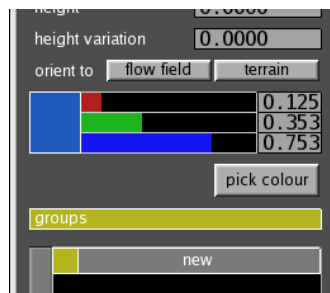 height
height variation 0.0000
orient to flow field terrain
0.125
0.353
0.753
pick colour
groups
new